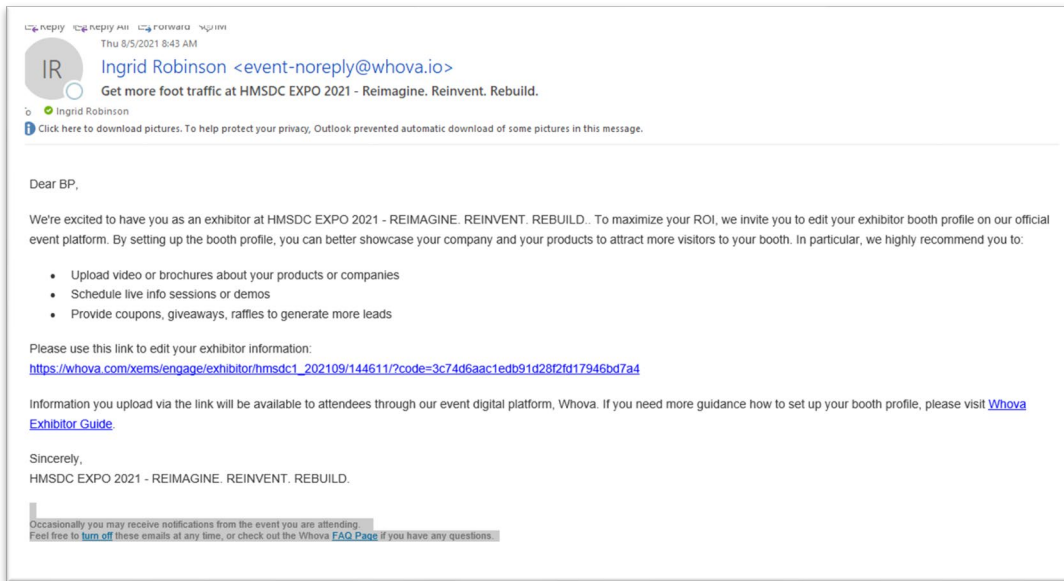 Reply Reply All Forward IM
Thu 8/5/2021 8:43 AM
IR
Ingrid Robinson <event-noreply@whova.io>
Get more foot traffic at HMSDC EXPO 2021 - Reimagine. Reinvent. Rebuild.
Ingrid Robinson
Click here to download pictures. To help protect your privacy, Outlook prevented automatic download of some pictures in this message.
Dear BP,
We're excited to have you as an exhibitor at HMSDC EXPO 2021 - REIMAGINE. REINVENT. REBUILD.. To maximize your ROI, we invite you to edit your exhibitor booth profile on our official
event platform. By setting up the booth profile, you can better showcase your company and your products to attract more visitors to your booth. In particular, we highly recommend you to:
• Upload video or brochures about your products or companies
• Schedule live info sessions or demos
• Provide coupons, giveaways, raffles to generate more leads
Please use this link to edit your exhibitor information:
https://whova.com/xems/engage/exhibitor/hmsdc1_202109/144611/?code=3c74d6aac1edb91d28f2fd17946bd7a4
Information you upload via the link will be available to attendees through our event digital platform, Whova. If you need more guidance how to set up your booth profile, please visit Whova
Exhibitor Guide.
Sincerely,
HMSDC EXPO 2021 - REIMAGINE. REINVENT. REBUILD.
Occasionally you may receive notifications from the event you are attending.
Feel free to turn off these emails at any time, or check out the Whova FAQ Page if you have any questions.